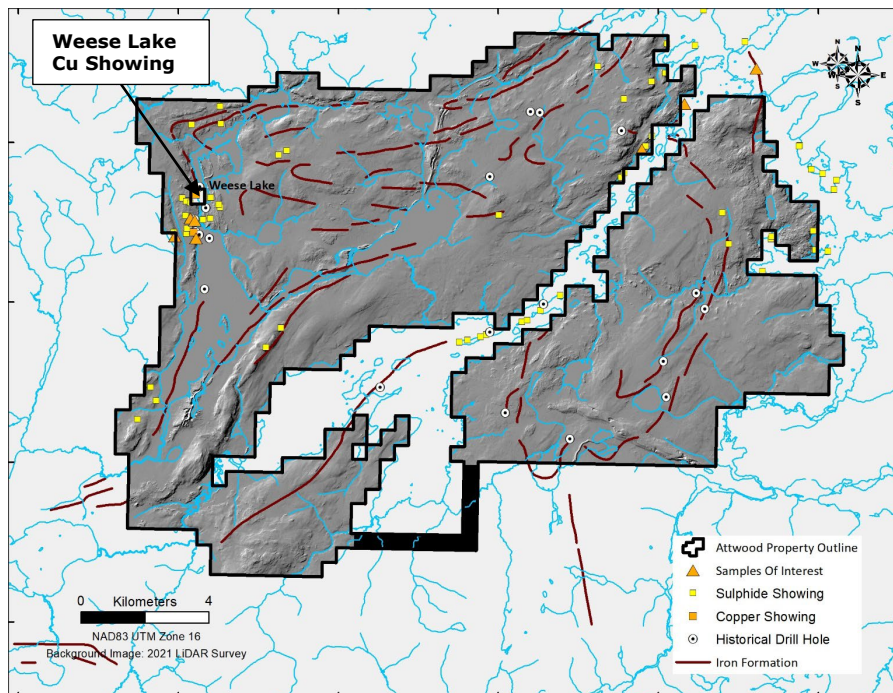 Weese Lake
Cu Showing
N
N
W
E
W
E
S
S
Weese Lake
Attwood Property Outline
Samples Of Interest
Sulphide Showing
Copper Showing
Historical Drill Hole
Iron Formation
0 Kilometers 4
NAD83 UTM Zone 16
Background Image: 2021 LiDAR Survey